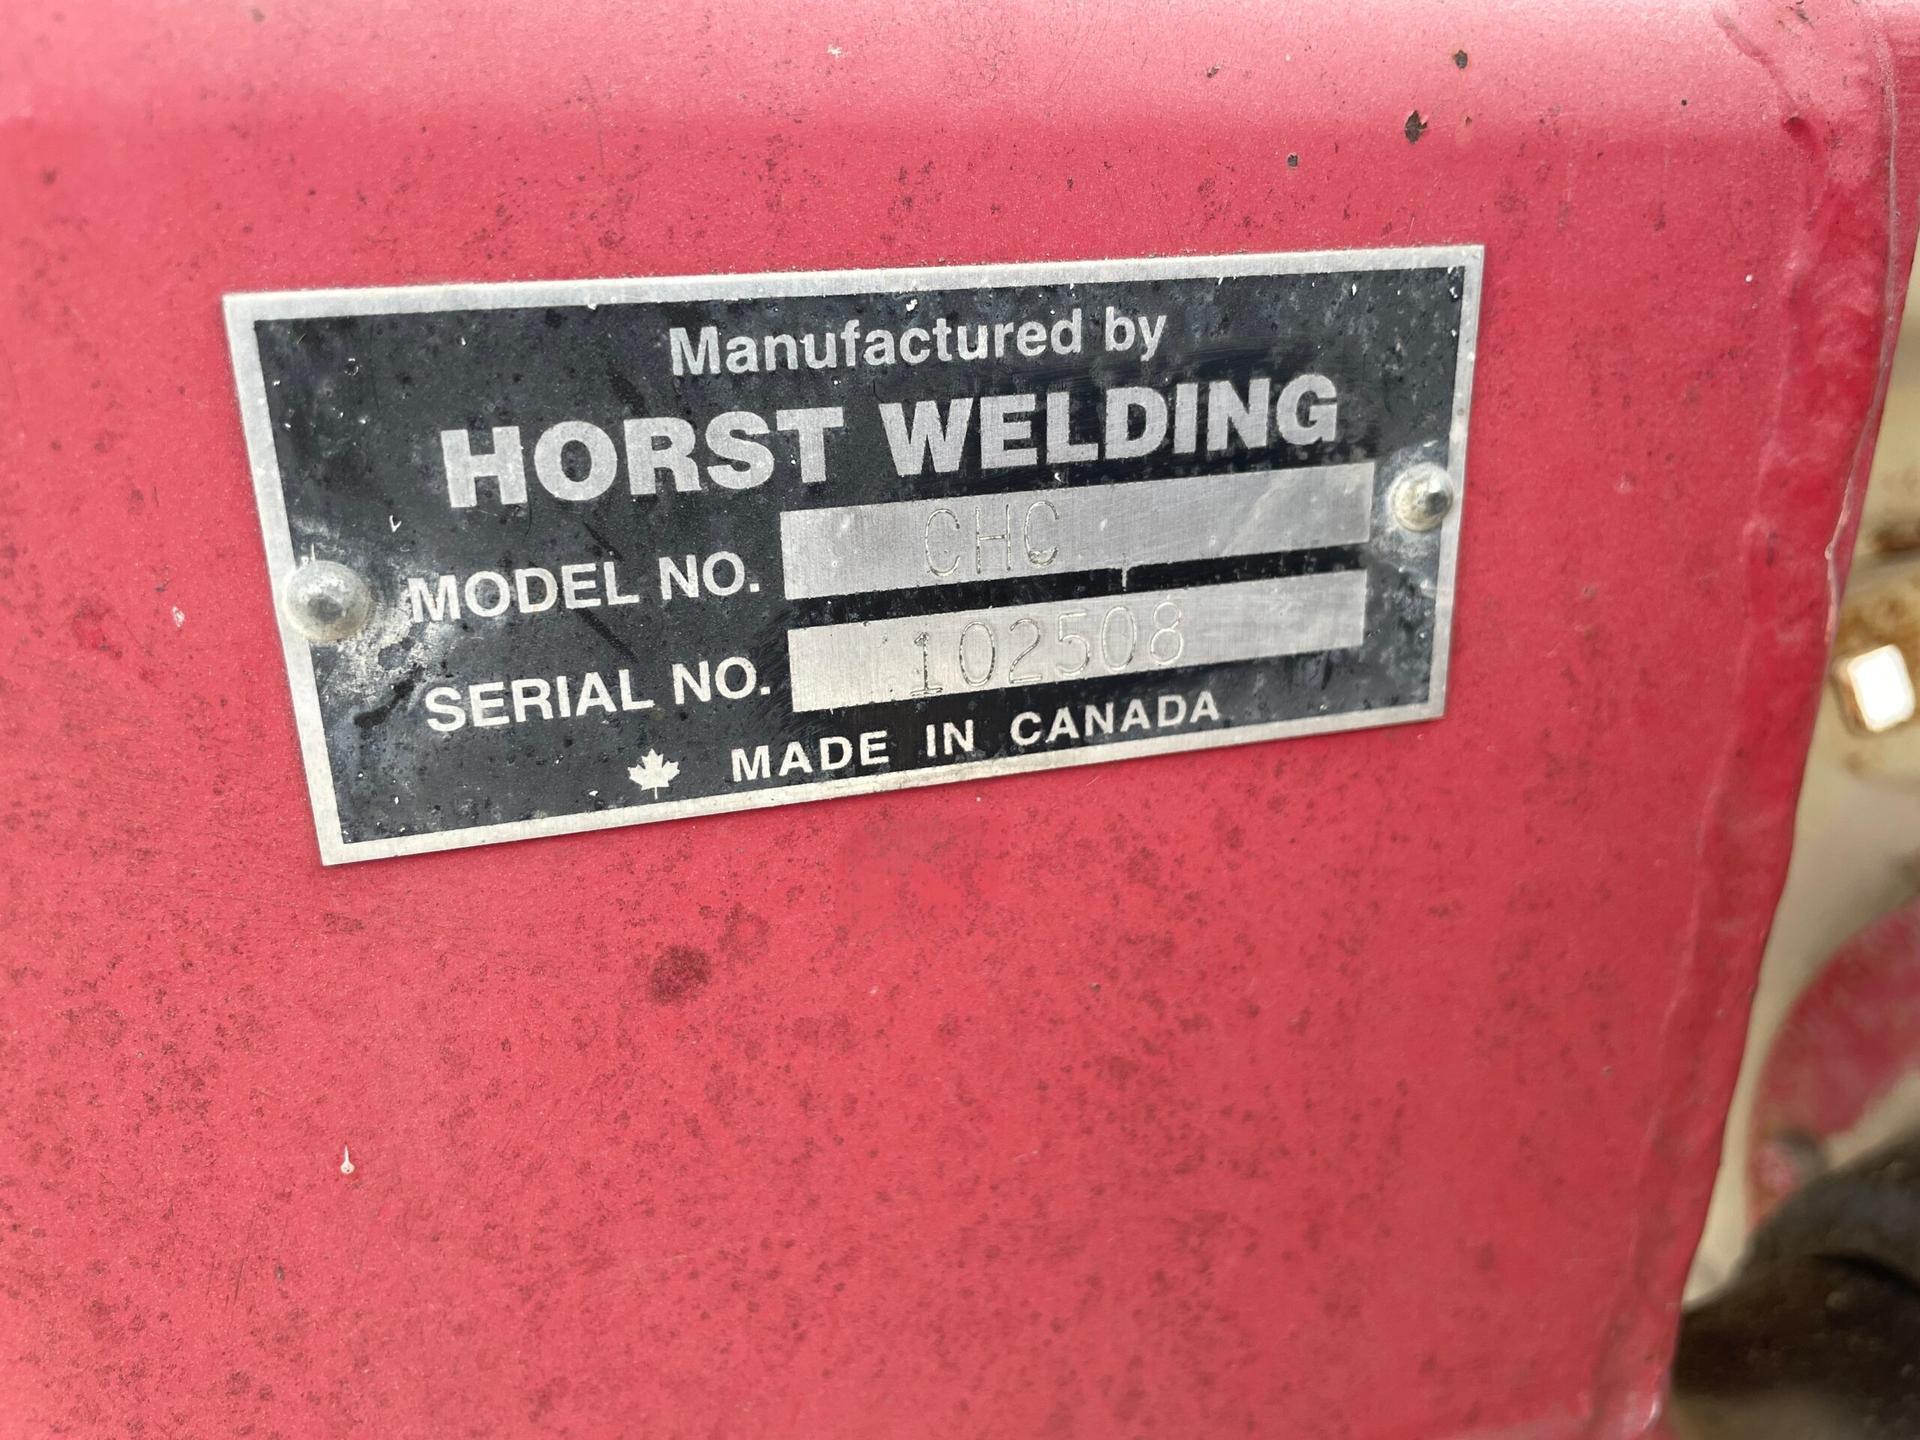 Manufactured by
HORST WELDING
MODEL NO. CHC
SERIAL NO. 102508
MADE IN CANADA